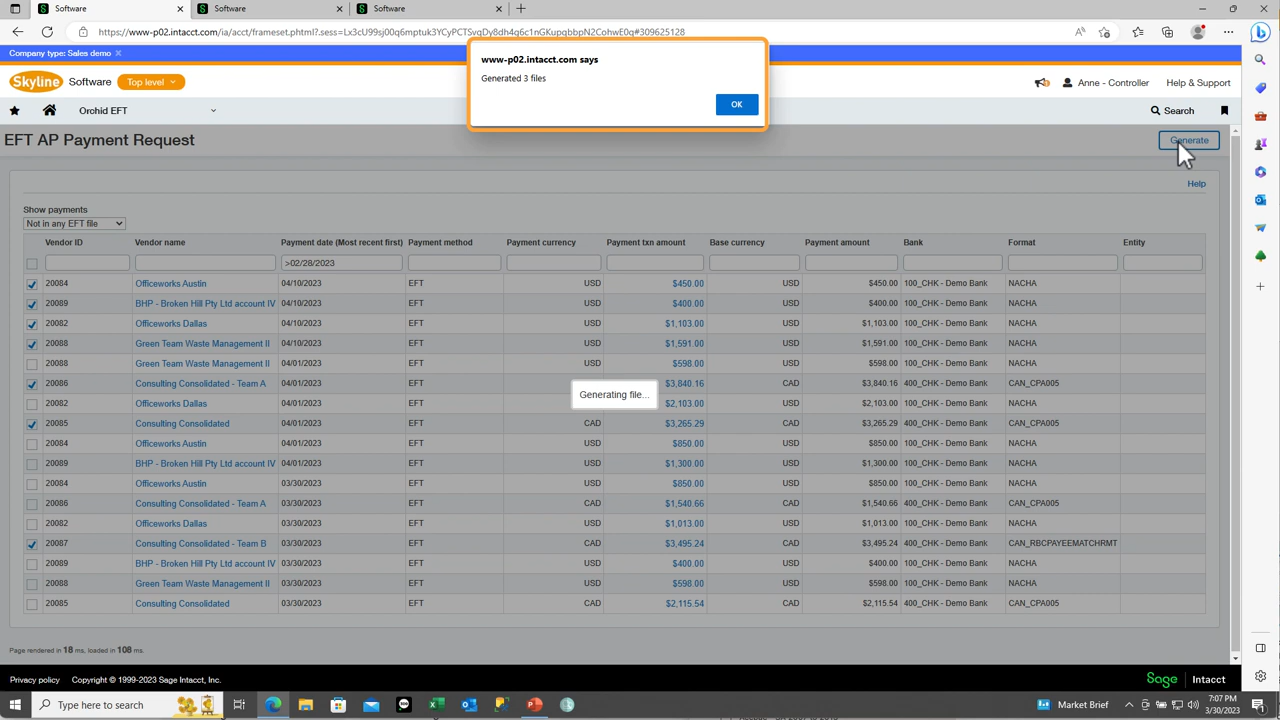 Software
Software
Software
https://www-p02.intacct.com/ia/acct/frameset.phtml?.sess=Lx3cU99sj00q6mptuk3YCyPCTSvqDy8dh4q6c1nGKupqbbpN2CohwE0q#309625128
Company type: Sales demo
Skyline
Software
Top level
Anne - Controller
Help & Support
Orchid EFT
Search
www-p02.intacct.com says
Generated 3 files
OK
EFT AP Payment Request
Generate
Help
Show payments
Not in any EFT file
Vendor ID Vendor name Payment date (Most recent first) Payment method Payment currency Payment txn amount Base currency Payment amount Bank Format Entity
>02/28/2023
20084 Officeworks Austin 04/10/2023 EFT USD $450.00 USD $450.00 100_CHK - Demo Bank NACHA
20089 BHP - Broken Hill Pty Ltd account IV 04/10/2023 EFT USD $400.00 USD $400.00 100_CHK - Demo Bank NACHA
20082 Officeworks Dallas 04/10/2023 EFT USD $1,103.00 USD $1,103.00 100_CHK - Demo Bank NACHA
20088 Green Team Waste Management II 04/10/2023 EFT USD $1,591.00 USD $1,591.00 100_CHK - Demo Bank NACHA
20088 Green Team Waste Management II 04/01/2023 EFT USD $598.00 USD $598.00 100_CHK - Demo Bank NACHA
20086 Consulting Consolidated - Team A 04/01/2023 EFT $3,840.16 CAD $3,840.16 400_CHK - Demo Bank CAN_CPA005
20082 Officeworks Dallas 04/01/2023 EFT $2,103.00 USD $2,103.00 100_CHK - Demo Bank NACHA
Generating file...
20085 Consulting Consolidated 04/01/2023 EFT CAD $3,265.29 CAD $3,265.29 400_CHK - Demo Bank CAN_CPA005
20084 Officeworks Austin 04/01/2023 EFT USD $850.00 USD $850.00 100_CHK - Demo Bank NACHA
20089 BHP - Broken Hill Pty Ltd account IV 04/01/2023 EFT USD $1,300.00 USD $1,300.00 100_CHK - Demo Bank NACHA
20084 Officeworks Austin 03/30/2023 EFT USD $850.00 USD $850.00 100_CHK - Demo Bank NACHA
20086 Consulting Consolidated - Team A 03/30/2023 EFT CAD $1,540.66 CAD $1,540.66 400_CHK - Demo Bank CAN_CPA005
20082 Officeworks Dallas 03/30/2023 EFT USD $1,013.00 USD $1,013.00 100_CHK - Demo Bank NACHA
20087 Consulting Consolidated - Team B 03/30/2023 EFT CAD $3,495.24 CAD $3,495.24 400_CHK - Demo Bank CAN_RBCPAYEEMATCHRMT
20089 BHP - Broken Hill Pty Ltd account IV 03/30/2023 EFT USD $400.00 USD $400.00 100_CHK - Demo Bank NACHA
20088 Green Team Waste Management II 03/30/2023 EFT USD $598.00 USD $598.00 100_CHK - Demo Bank NACHA
20085 Consulting Consolidated 03/30/2023 EFT CAD $2,115.54 CAD $2,115.54 400_CHK - Demo Bank CAN_CPA005
Page rendered in 18 ms, loaded in 108 ms.
Privacy policy Copyright © 1999-2023 Sage Intacct, Inc.
Sage Intacct
Type here to search
Market Brief
7:07 PM
3/30/2023